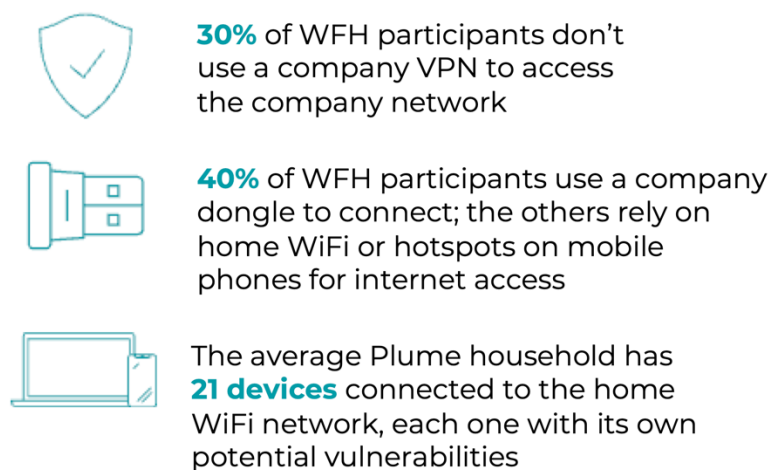 30% of WFH participants don’t
use a company VPN to access
the company network
40% of WFH participants use a company
dongle to connect; the others rely on
home WiFi or hotspots on mobile
phones for internet access
The average Plume household has
21 devices connected to the home
WiFi network, each one with its own
potential vulnerabilities